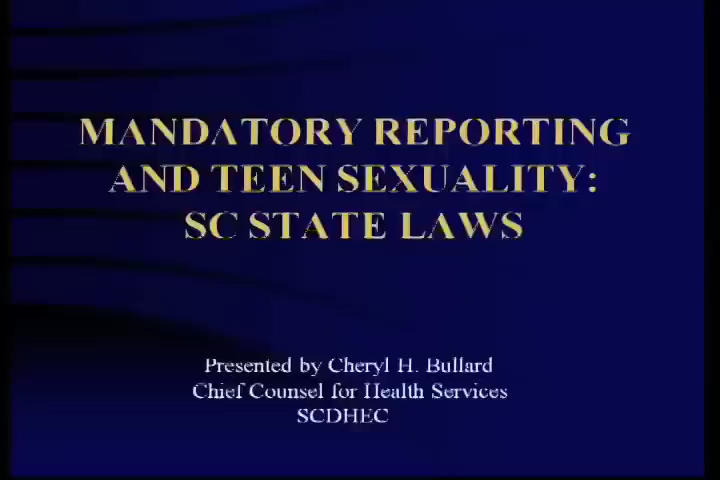 MANDATORY REPORTING
AND TEEN SEXUALITY:
SC STATE LAWS
Presented by Cheryl H. Bullard
Chief Counsel for Health Services
SCDHEC